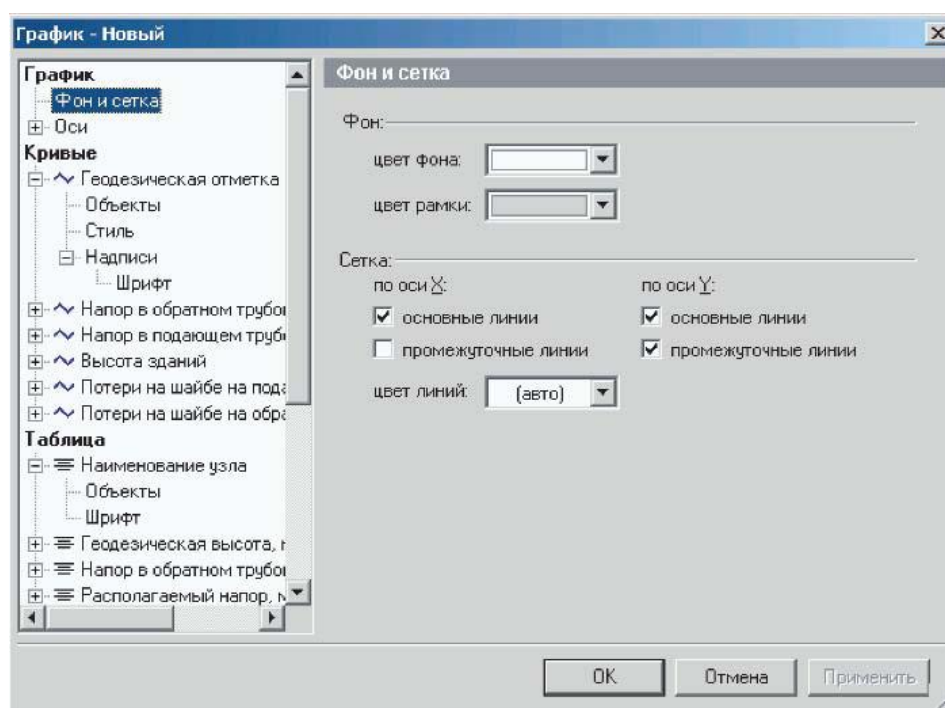 График - Новый
График
Фон и сетка
Оси
Кривые
Геодезическая отметка
Объекты
Стиль
Надписи
Шрифт
Напор в обратном трубо
Напор в подающем труб
Высота зданий
Потери на шайбе на пода
Потери на шайбе на обра
Таблица
Наименование узла
Объекты
Шрифт
Геодезическая высота,
Напор в обратном трубо
Располагаемый напор, м
Фон и сетка
Фон:
цвет фона:
цвет рамки:
Сетка:
по оси X: по оси Y:
основные линии основные линии
промежуточные линии промежуточные линии
цвет линий: (авто)
OK Отмена Применить